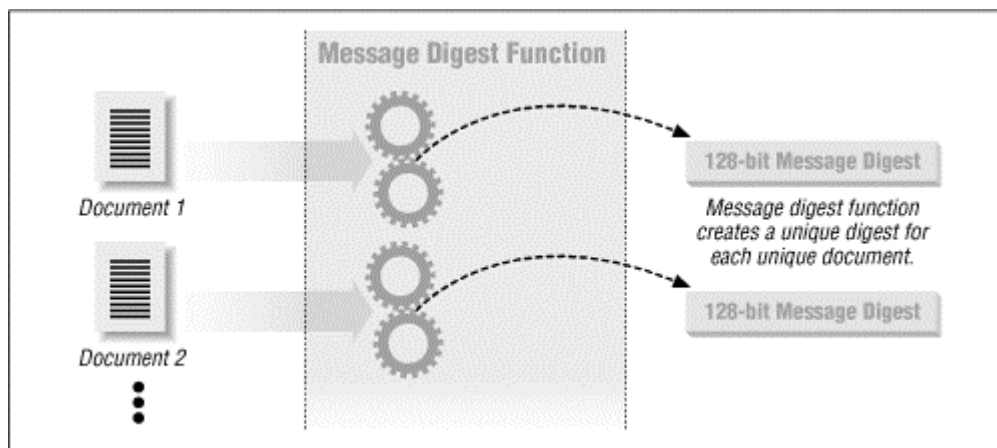 Message Digest Function
Document 1
128-bit Message Digest
Message digest function
creates a unique digest for
each unique document.
Document 2
128-bit Message Digest